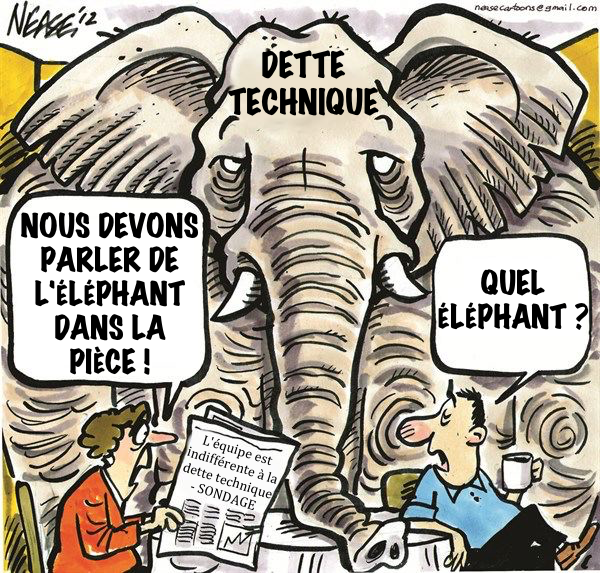 NEASE '12
neasecartoons@gmail.com
DETTE
TECHNIQUE
NOUS DEVONS
PARLER DE
L'ÉLÉPHANT
DANS LA
PIÈCE !
QUEL
ÉLÉPHANT ?
L'équipe est
indifférente à la
dette technique
- SONDAGE